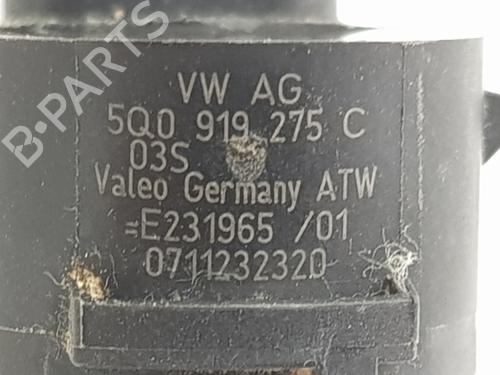 VW AG
5Q0 919 275 C
03S
Valeo Germany ATW
=E231965 /01
0711232320
B-PARTS